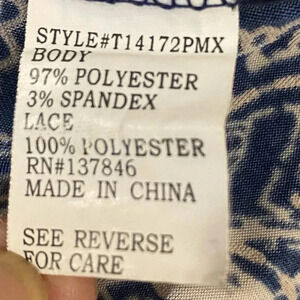 STYLE#T14172PMX
BODY
97% POLYESTER
3% SPANDEX
LACE
100% POLYESTER
RN#137846
MADE IN CHINA
SEE REVERSE
FOR CARE